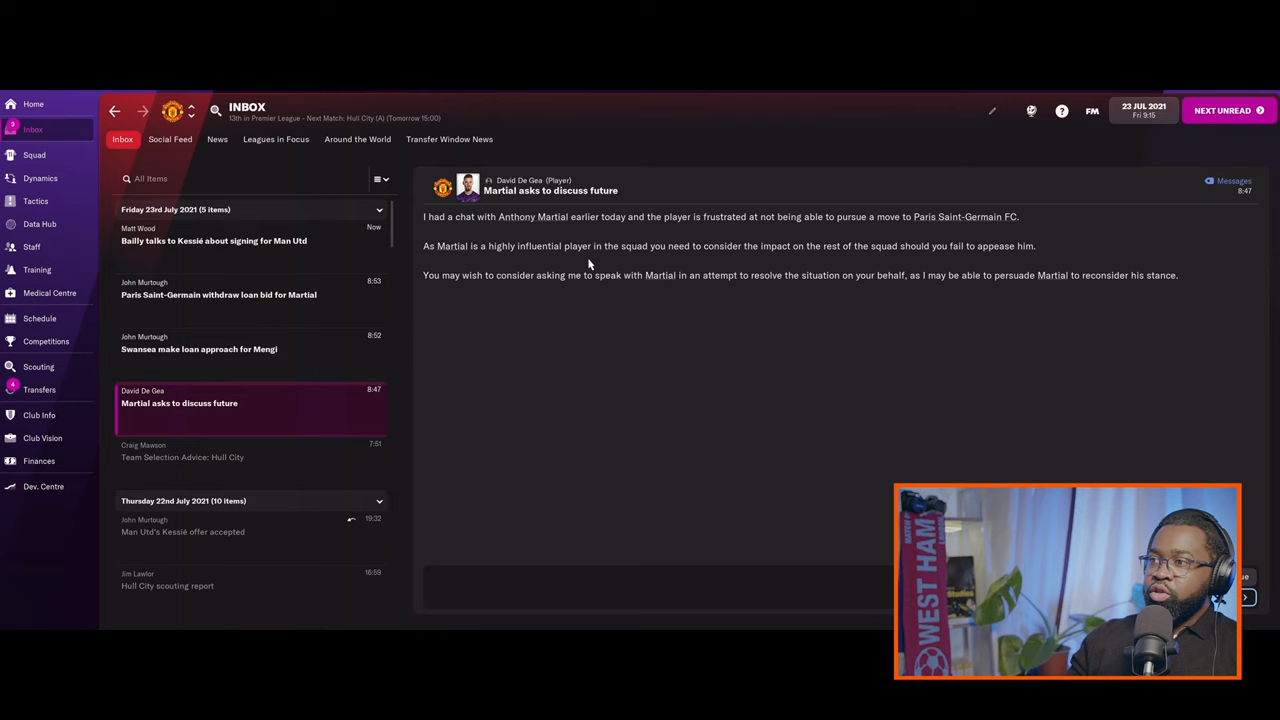 Home
3
Inbox
Squad
Dynamics
Tactics
Data Hub
Staff
Training
Medical Centre
Schedule
Competitions
Scouting
4
Transfers
Club Info
Club Vision
Finances
Dev. Centre
INBOX
13th in Premier League - Next Match: Hull City (A) (Tomorrow 15:00)
?
FM
23 JUL 2021
Fri 9:15
NEXT UNREAD
Inbox
Social Feed
News
Leagues in Focus
Around the World
Transfer Window News
All Items
Friday 23rd July 2021 (5 items)
Matt Wood
Now
Bailly talks to Kessié about signing for Man Utd
John Murtough
8:53
Paris Saint-Germain withdraw loan bid for Martial
John Murtough
8:52
Swansea make loan approach for Mengi
David De Gea
8:47
Martial asks to discuss future
Craig Mawson
7:51
Team Selection Advice: Hull City
Thursday 22nd July 2021 (10 items)
John Murtough
19:32
Man Utd's Kessié offer accepted
Jim Lawlor
16:59
Hull City scouting report
David De Gea (Player)
Martial asks to discuss future
Messages
8:47
I had a chat with Anthony Martial earlier today and the player is frustrated at not being able to pursue a move to Paris Saint-Germain FC.
As Martial is a highly influential player in the squad you need to consider the impact on the rest of the squad should you fail to appease him.
You may wish to consider asking me to speak with Martial in an attempt to resolve the situation on your behalf, as I may be able to persuade Martial to reconsider his stance.
WEST HAM